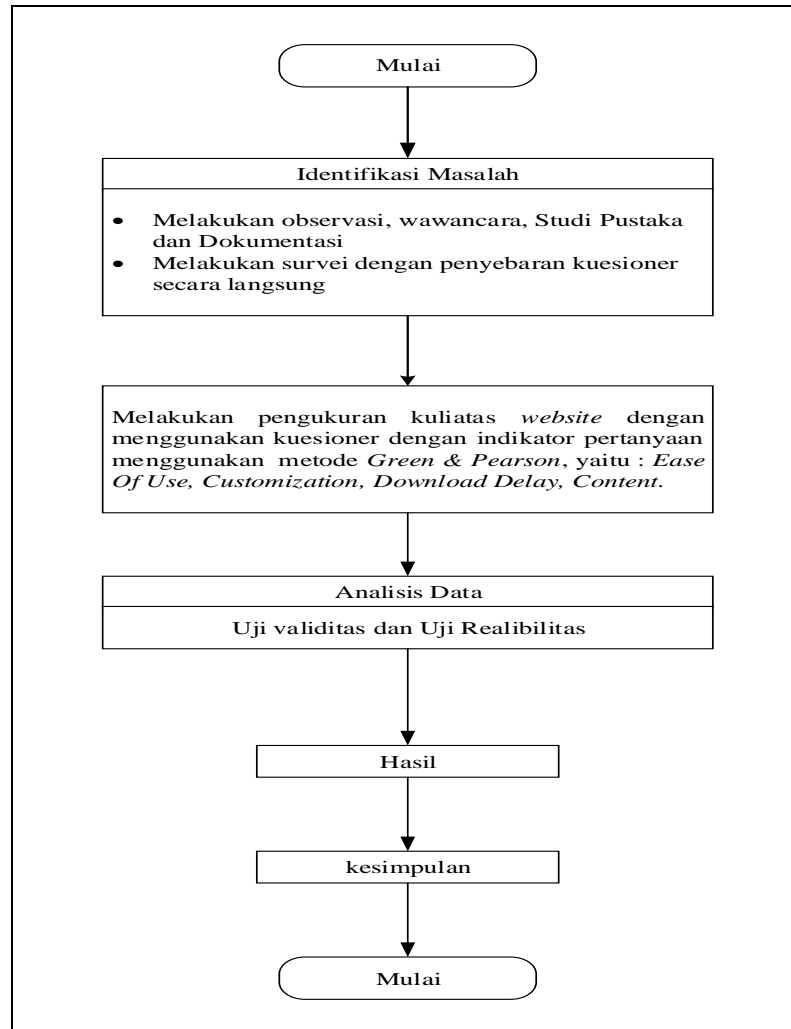 Mulai
Identifikasi Masalah
• Melakukan observasi, wawancara, Studi Pustaka
dan Dokumentasi
• Melakukan survei dengan penyebaran kuesioner
secara langsung
Melakukan pengukuran kuliatas website dengan
menggunakan kuesioner dengan indikator pertanyaan
menggunakan metode Green & Pearson, yaitu : Ease
Of Use, Customization, Download Delay, Content.
Analisis Data
Uji validitas dan Uji Realibilitas
Hasil
kesimpulan
Mulai